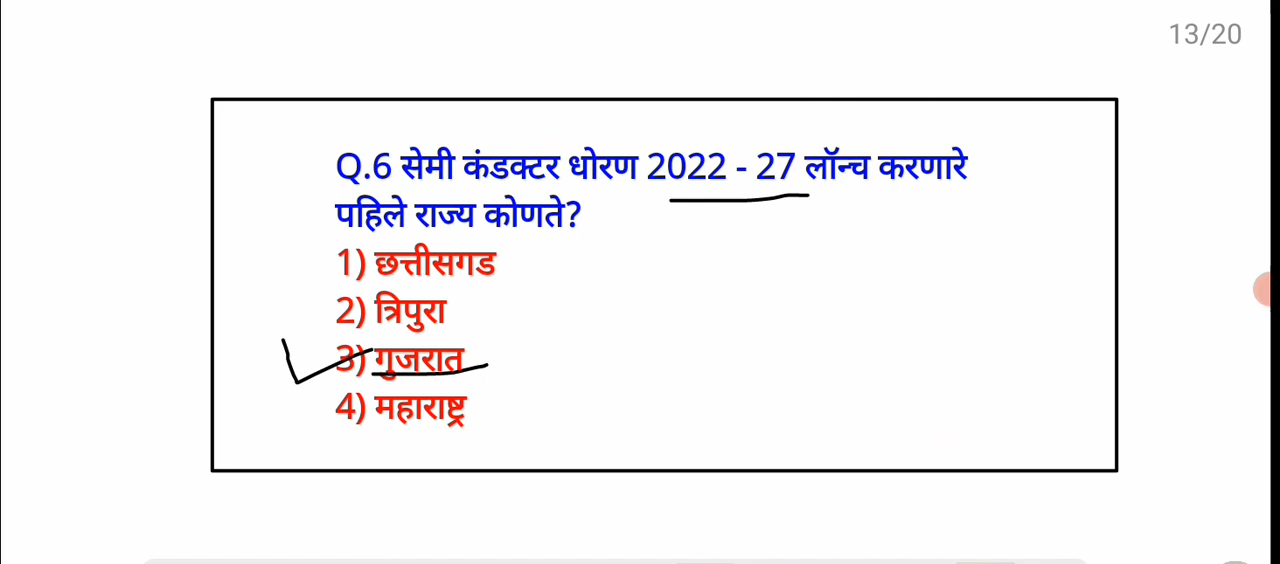 13/20
Q.6 सेमी कंडक्टर धोरण 2022 - 27 लॉन्च करणारे
पहिले राज्य कोणते?
1) छत्तीसगड
2) त्रिपुरा
3) गुजरात
4) महाराष्ट्र